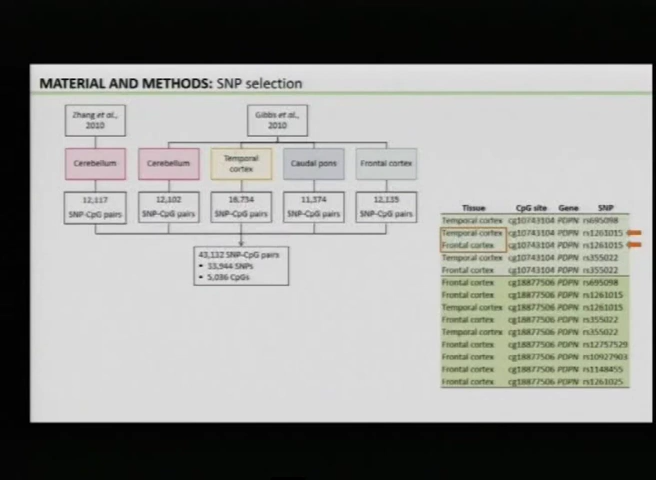 MATERIAL AND METHODS: SNP selection
Zhang et al., 2010
Gibbs et al., 2010
Cerebellum
Cerebellum
Temporal cortex
Caudal pons
Frontal cortex
12,117 SNP-CpG pairs
12,102 SNP-CpG pairs
18,734 SNP-CpG pairs
11,374 SNP-CpG pairs
12,135 SNP-CpG pairs
43,132 SNP-CpG pairs
• 33,944 SNPs
• 5,036 CpGs
Tissue CpG site Gene SNP
Temporal cortex cg10743104 PDPN rs695098
Temporal cortex cg10743104 PDPN rs1261015
Frontal cortex cg10743104 PDPN rs1261015
Temporal cortex cg10743104 PDPN rs355022
Frontal cortex cg10743104 PDPN rs355022
Frontal cortex cg18877506 PDPN rs695098
Frontal cortex cg18877506 PDPN rs1261015
Temporal cortex cg18877506 PDPN rs1261015
Frontal cortex cg18877506 PDPN rs355022
Temporal cortex cg18877506 PDPN rs355022
Frontal cortex cg18877506 PDPN rs12757529
Frontal cortex cg18877506 PDPN rs10927903
Frontal cortex cg18877506 PDPN rs1148455
Frontal cortex cg18877506 PDPN rs1261025